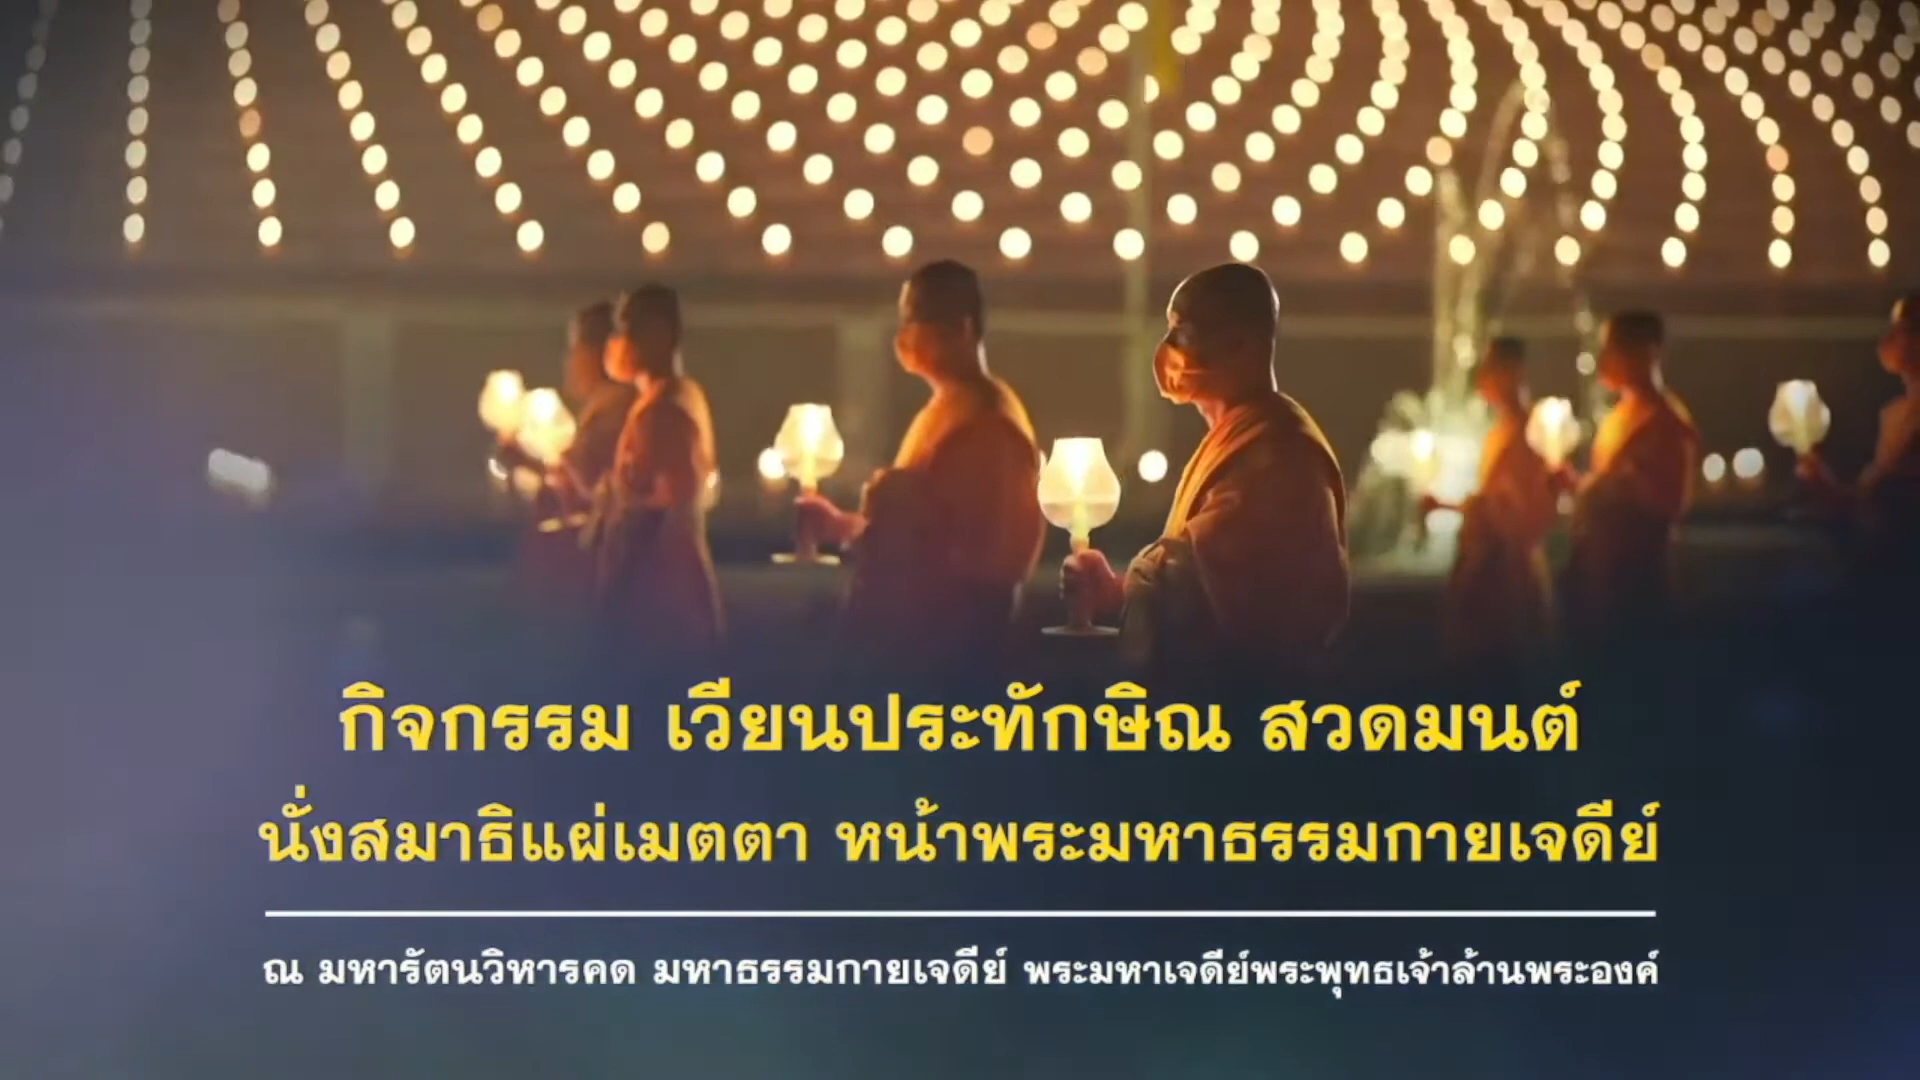 กิจกรรม เวียนประทักษิณ สวดมนต์
นั่งสมาธิแผ่เมตตา หน้าพระมหาธรรมกายเจดีย์
ณ มหารัตนวิหารคด มหาธรรมกายเจดีย์ พระมหาเจดีย์พระพุทธเจ้าล้านพระองค์